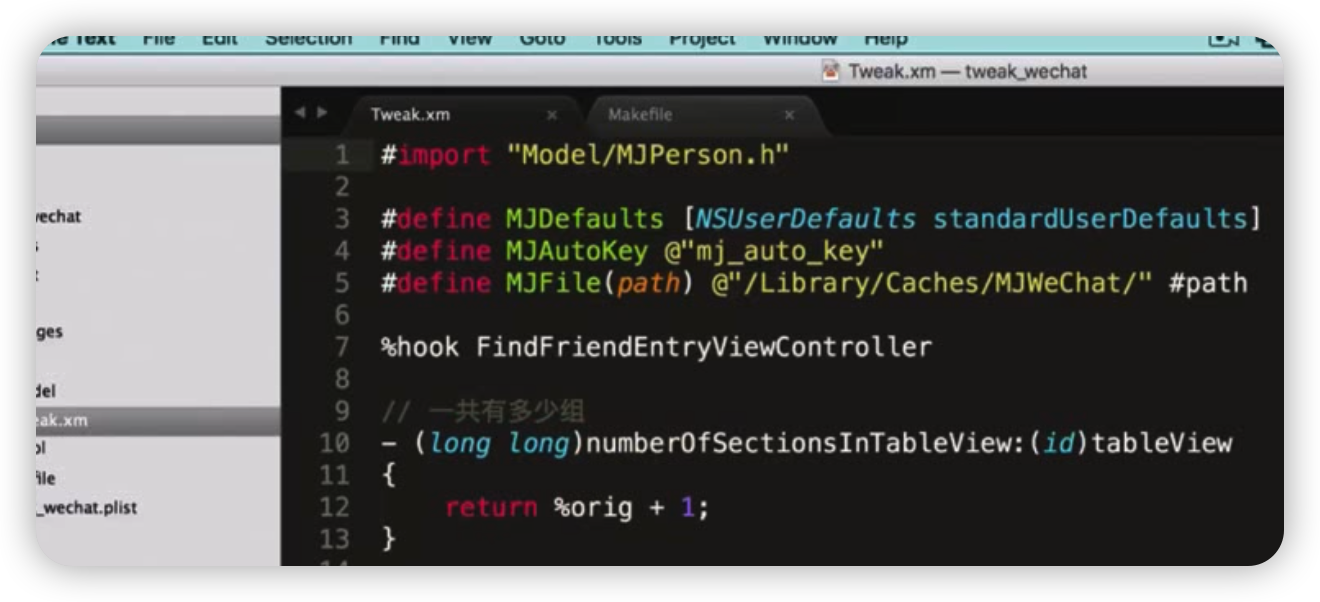 Text File Edit Selection Find View Goto Tools Project Window Help
Tweak.xm — tweak_wechat
Tweak.xm × Makefile ×
1 #import "Model/MJPerson.h"
2
3 #define MJDefaults [NSUserDefaults standardUserDefaults]
4 #define MJAutoKey @"mj_auto_key"
5 #define MJFile(path) @"/Library/Caches/MJWeChat/" #path
6
7 %hook FindFriendEntryViewController
8
9 // 一共有多少组
10 - (long long)numberOfSectionsInTableView:(id)tableView
11 {
12 return %orig + 1;
13 }
14
vechat
ges
del
eak.xm
ol
file
_wechat.plist